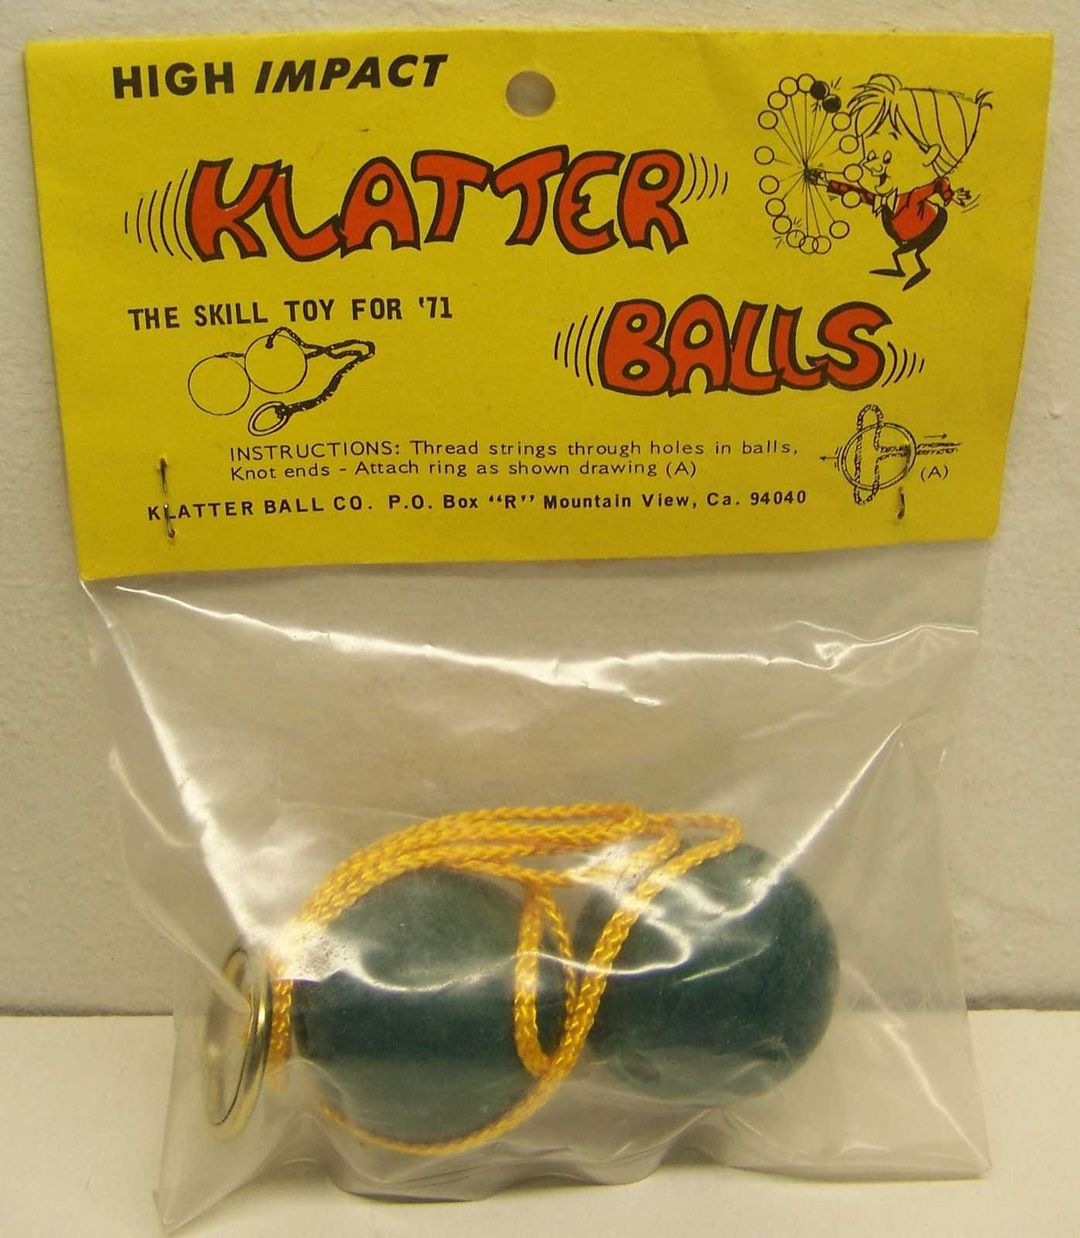 HIGH IMPACT
KLATTER
THE SKILL TOY FOR '71
BALLS
INSTRUCTIONS: Thread strings through holes in balls,
Knot ends - Attach ring as shown drawing (A)
(A)
KLATTER BALL CO. P.O. Box "R" Mountain View, Ca. 94040